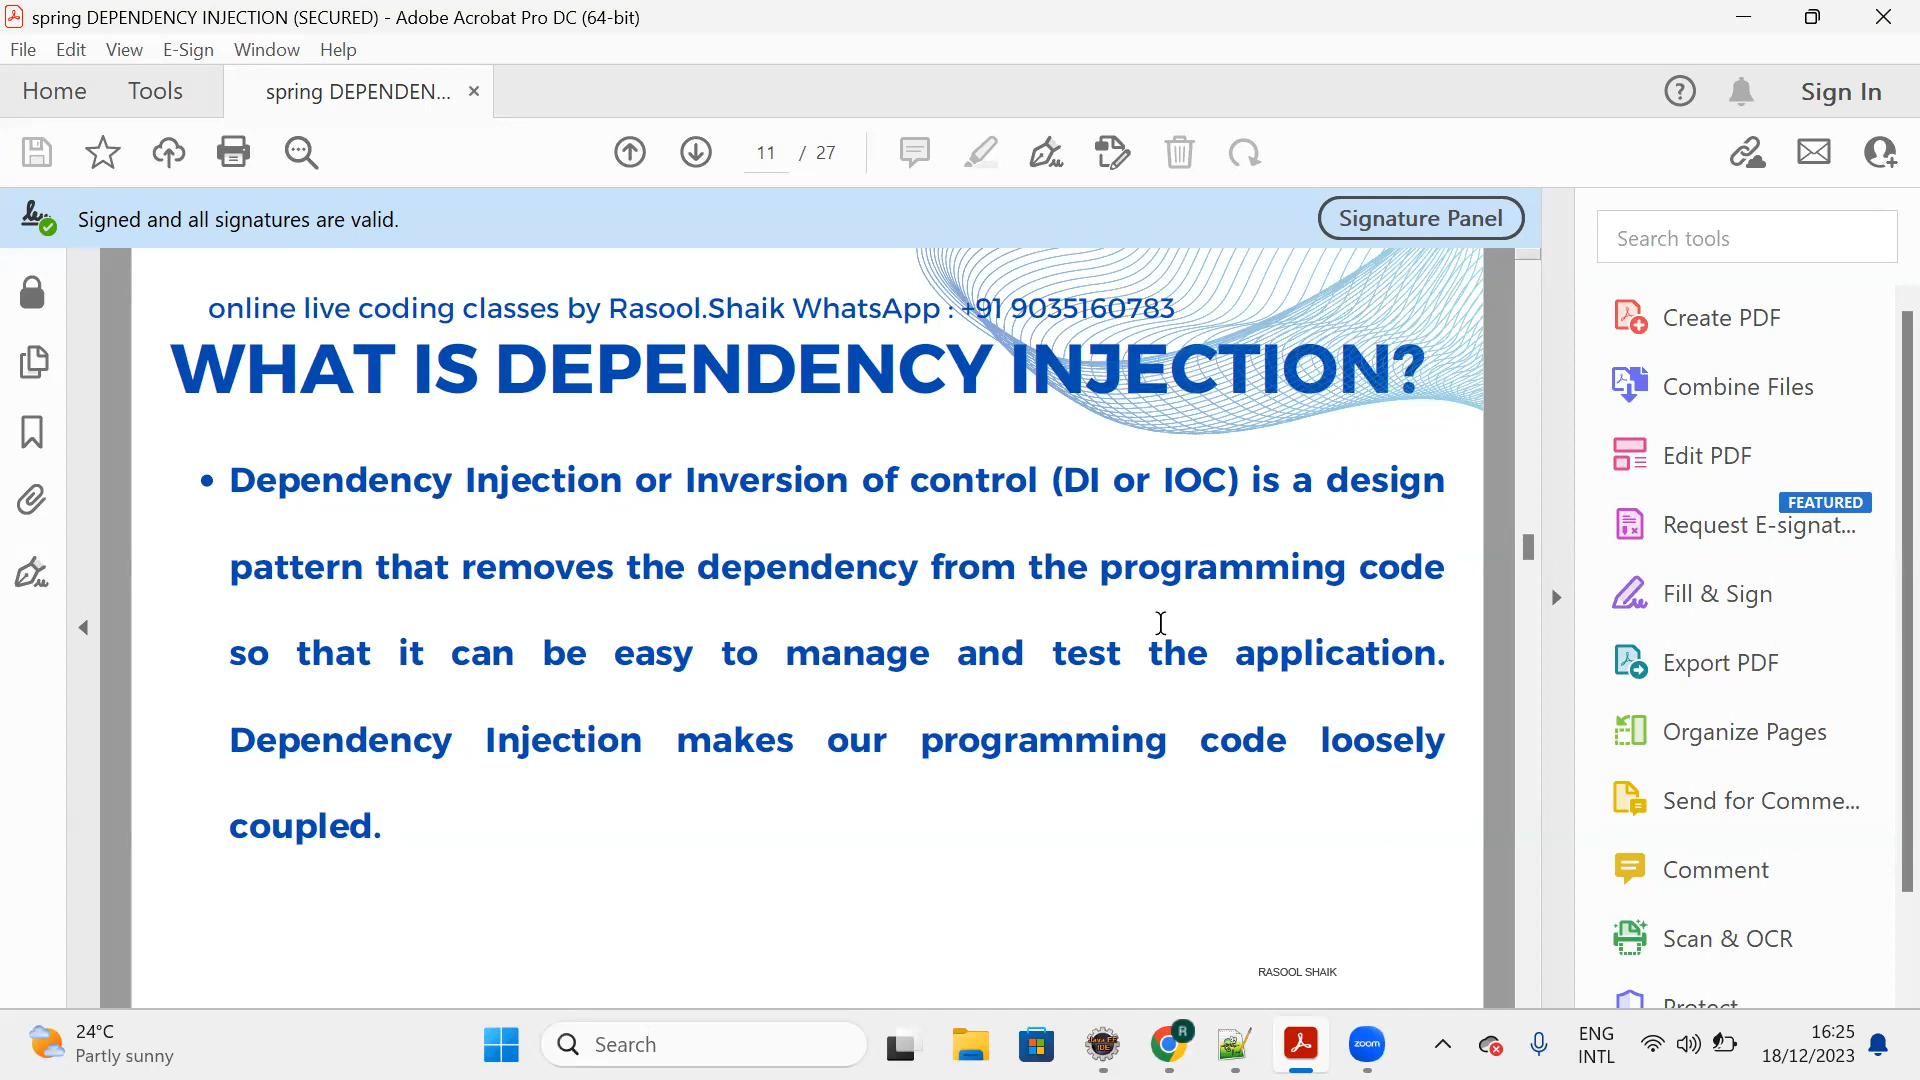 spring DEPENDENCY INJECTION (SECURED) - Adobe Acrobat Pro DC (64-bit)
File Edit View E-Sign Window Help
Home Tools spring DEPENDEN... × Sign In
11 / 27
Signed and all signatures are valid.
Signature Panel
Search tools
online live coding classes by Rasool.Shaik WhatsApp : +91 9035160783
WHAT IS DEPENDENCY INJECTION?
• Dependency Injection or Inversion of control (DI or IOC) is a design
pattern that removes the dependency from the programming code
so that it can be easy to manage and test the application.
Dependency Injection makes our programming code loosely
coupled.
RASOOL SHAIK
Create PDF
Combine Files
Edit PDF
FEATURED
Request E-signat...
Fill & Sign
Export PDF
Organize Pages
Send for Comme...
Comment
Scan & OCR
Protect
24°C
Partly sunny
Search
R
Java EE
IDE
zoom
ENG
INTL
16:25
18/12/2023